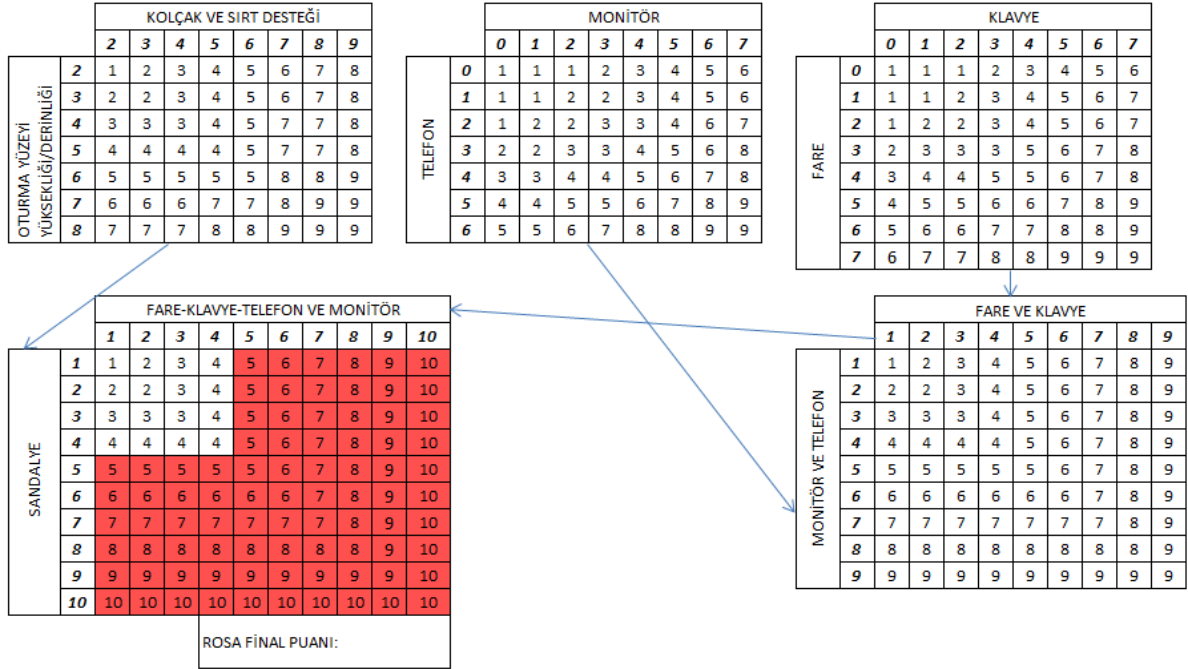 KOLÇAK VE SIRT DESTEĞİ
2 3 4 5 6 7 8 9
OTURMA YÜZEYİ
YÜKSEKLİĞİ/DERİNLİĞİ
2 1 2 3 4 5 6 7 8
3 2 2 3 4 5 6 7 8
4 3 3 3 4 5 7 7 8
5 4 4 4 4 5 7 7 8
6 5 5 5 5 5 8 8 9
7 6 6 6 7 7 8 9 9
8 7 7 7 8 8 9 9 9
MONİTÖR
0 1 2 3 4 5 6 7
TELEFON
0 1 1 1 2 3 4 5 6
1 1 1 2 2 3 4 5 6
2 1 2 2 3 3 4 6 7
3 2 2 3 3 4 5 6 8
4 3 3 4 4 5 6 7 8
5 4 4 5 5 6 7 8 9
6 5 5 6 7 8 8 9 9
KLAVYE
0 1 2 3 4 5 6 7
FARE
0 1 1 1 2 3 4 5 6
1 1 1 2 3 4 5 6 7
2 1 2 2 3 4 5 6 7
3 2 3 3 3 5 6 7 8
4 3 4 4 5 5 6 7 8
5 4 5 5 6 6 7 8 9
6 5 6 6 7 7 8 8 9
7 6 7 7 8 8 9 9 9
FARE-KLAVYE-TELEFON VE MONİTÖR
1 2 3 4 5 6 7 8 9 10
SANDALYE
1 1 2 3 4 5 6 7 8 9 10
2 2 2 3 4 5 6 7 8 9 10
3 3 3 3 4 5 6 7 8 9 10
4 4 4 4 4 5 6 7 8 9 10
5 5 5 5 5 5 6 7 8 9 10
6 6 6 6 6 6 6 7 8 9 10
7 7 7 7 7 7 7 7 8 9 10
8 8 8 8 8 8 8 8 8 9 10
9 9 9 9 9 9 9 9 9 9 10
10 10 10 10 10 10 10 10 10 10 10
ROSA FİNAL PUANI:
FARE VE KLAVYE
1 2 3 4 5 6 7 8 9
MONİTÖR VE TELEFON
1 1 2 3 4 5 6 7 8 9
2 2 2 3 4 5 6 7 8 9
3 3 3 3 4 5 6 7 8 9
4 4 4 4 4 5 6 7 8 9
5 5 5 5 5 5 6 7 8 9
6 6 6 6 6 6 6 7 8 9
7 7 7 7 7 7 7 7 8 9
8 8 8 8 8 8 8 8 8 9
9 9 9 9 9 9 9 9 9 9